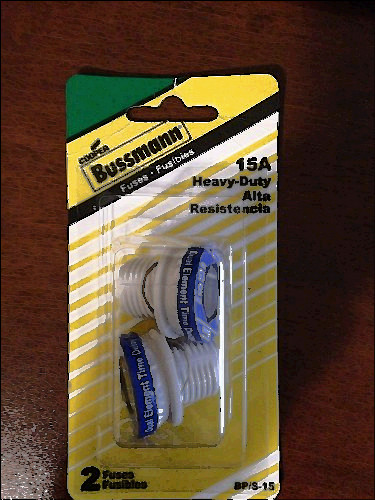 COOPER
Bussmann
Fuses • Fusibles
15A
Heavy-Duty
Alta
Resistencia
Dual Element Time Delay
Dual Element Time Delay
2 Fuses
Fusibles
BP/S-15